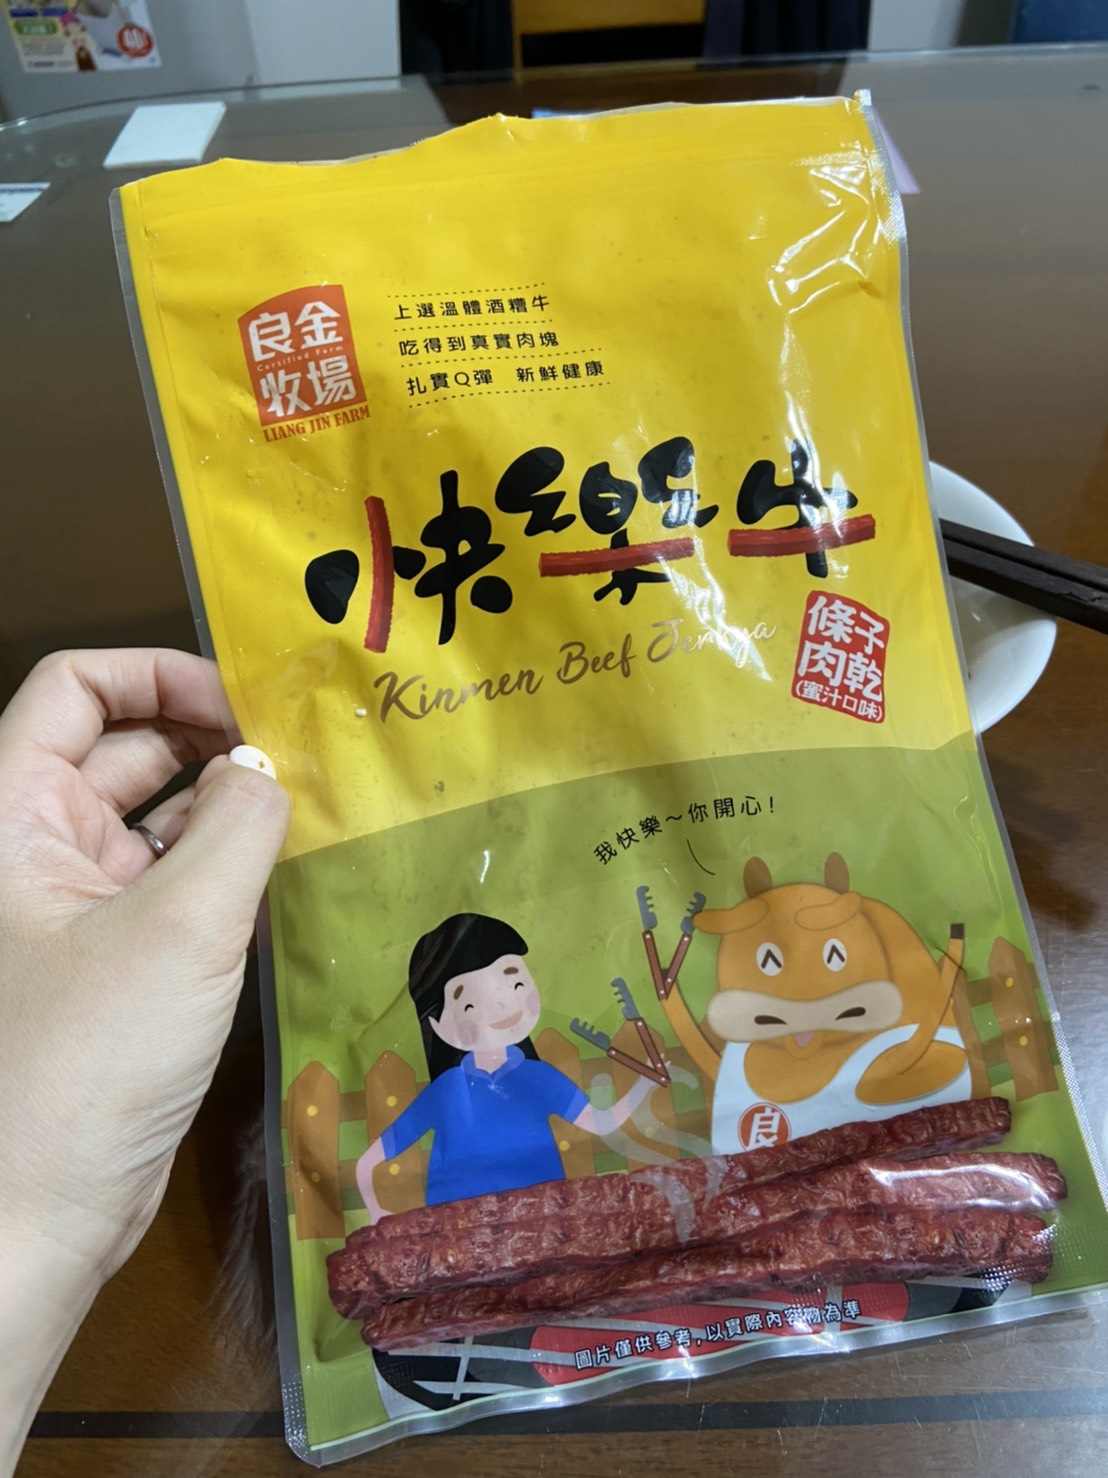 良金
Certified Farm
牧場
LIANG JIN FARM
上選溫體酒糟牛
吃得到真實肉塊
扎實Q彈 新鮮健康
快樂牛
Kinmen Beef
條子
肉乾
(蜜汁口味)
我快樂～你開心！
良
圖片僅供參考，以實際內容物為準